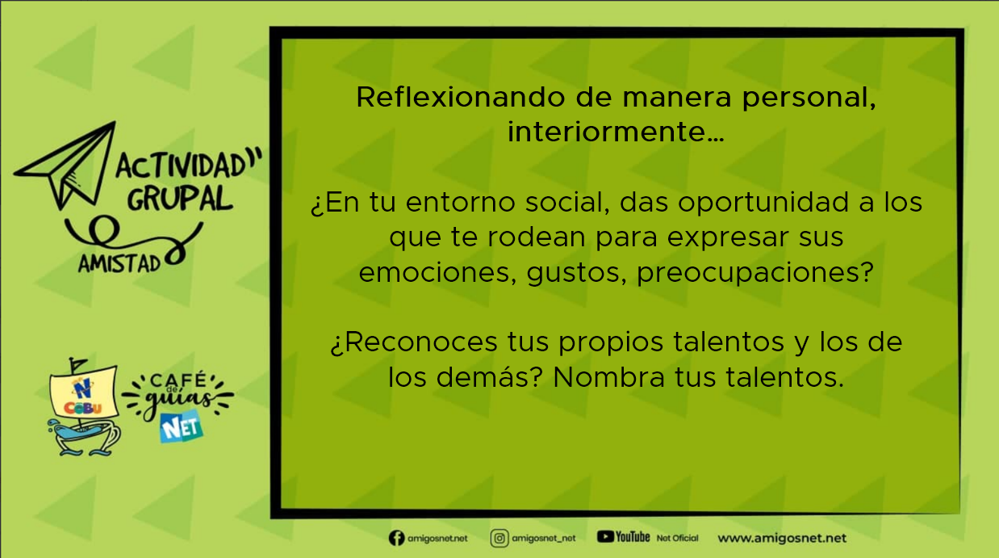 ACTIVIDAD
GRUPAL
AMISTAD
N
COBU
CAFÉ
de
guías
NET
Reflexionando de manera personal,
interiormente...
¿En tu entorno social, das oportunidad a los
que te rodean para expresar sus
emociones, gustos, preocupaciones?
¿Reconoces tus propios talentos y los de
los demás? Nombra tus talentos.
amigosnet.net
amigosnet_net
YouTube Net Oficial
www.amigosnet.net